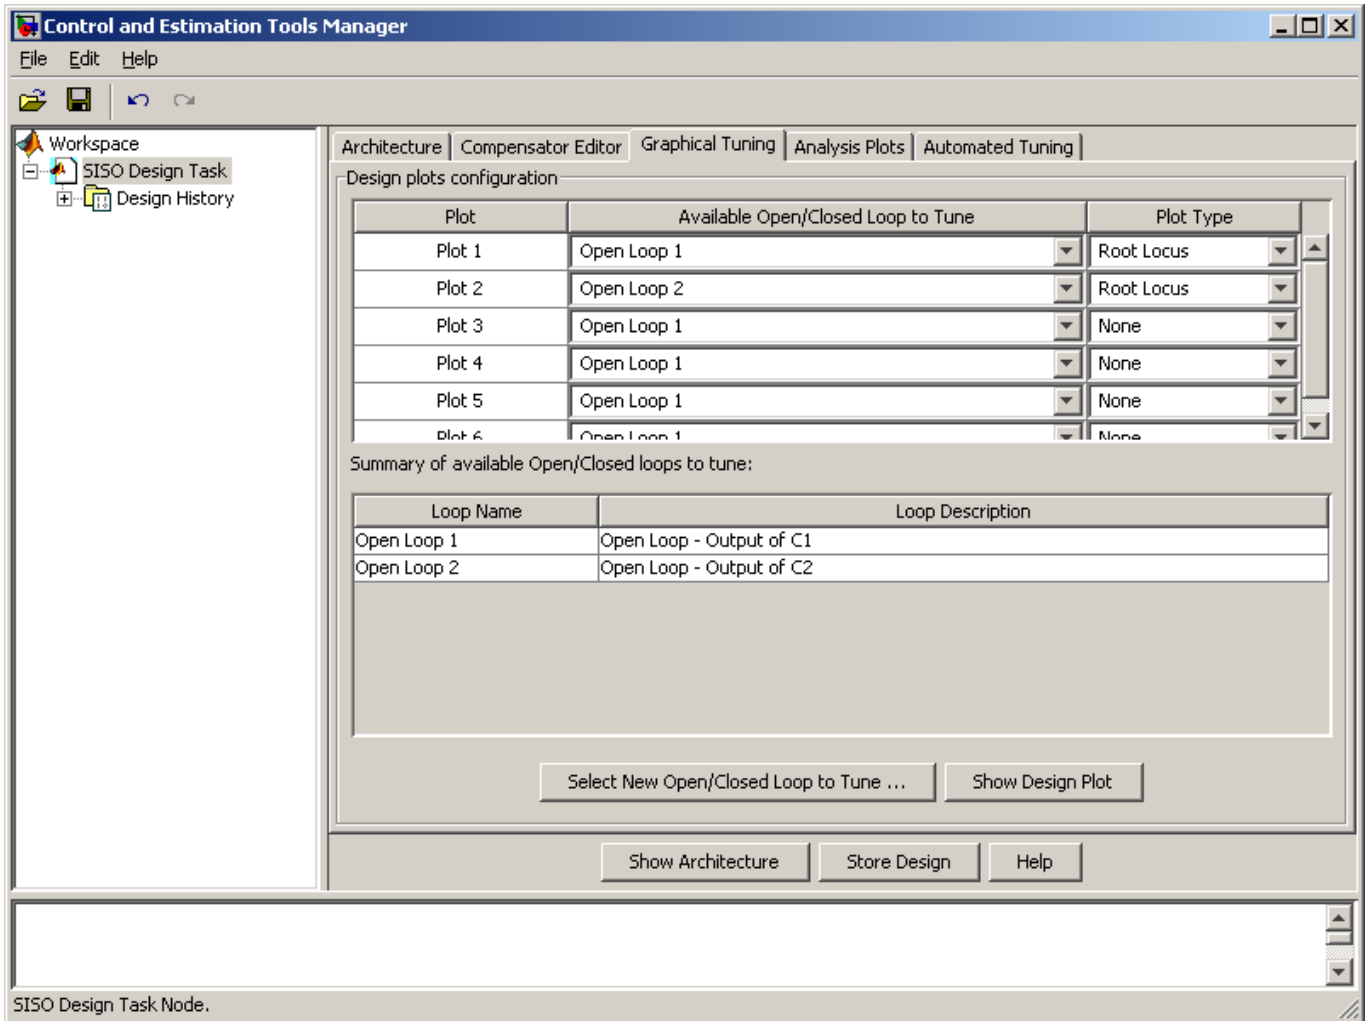 Control and Estimation Tools Manager
File Edit Help
Workspace
SISO Design Task
Design History
Architecture Compensator Editor Graphical Tuning Analysis Plots Automated Tuning
Design plots configuration
Plot Available Open/Closed Loop to Tune Plot Type
Plot 1 Open Loop 1 Root Locus
Plot 2 Open Loop 2 Root Locus
Plot 3 Open Loop 1 None
Plot 4 Open Loop 1 None
Plot 5 Open Loop 1 None
Plot 6 Open Loop 1 None
Summary of available Open/Closed loops to tune:
Loop Name Loop Description
Open Loop 1 Open Loop - Output of C1
Open Loop 2 Open Loop - Output of C2
Select New Open/Closed Loop to Tune ... Show Design Plot
Show Architecture Store Design Help
SISO Design Task Node.